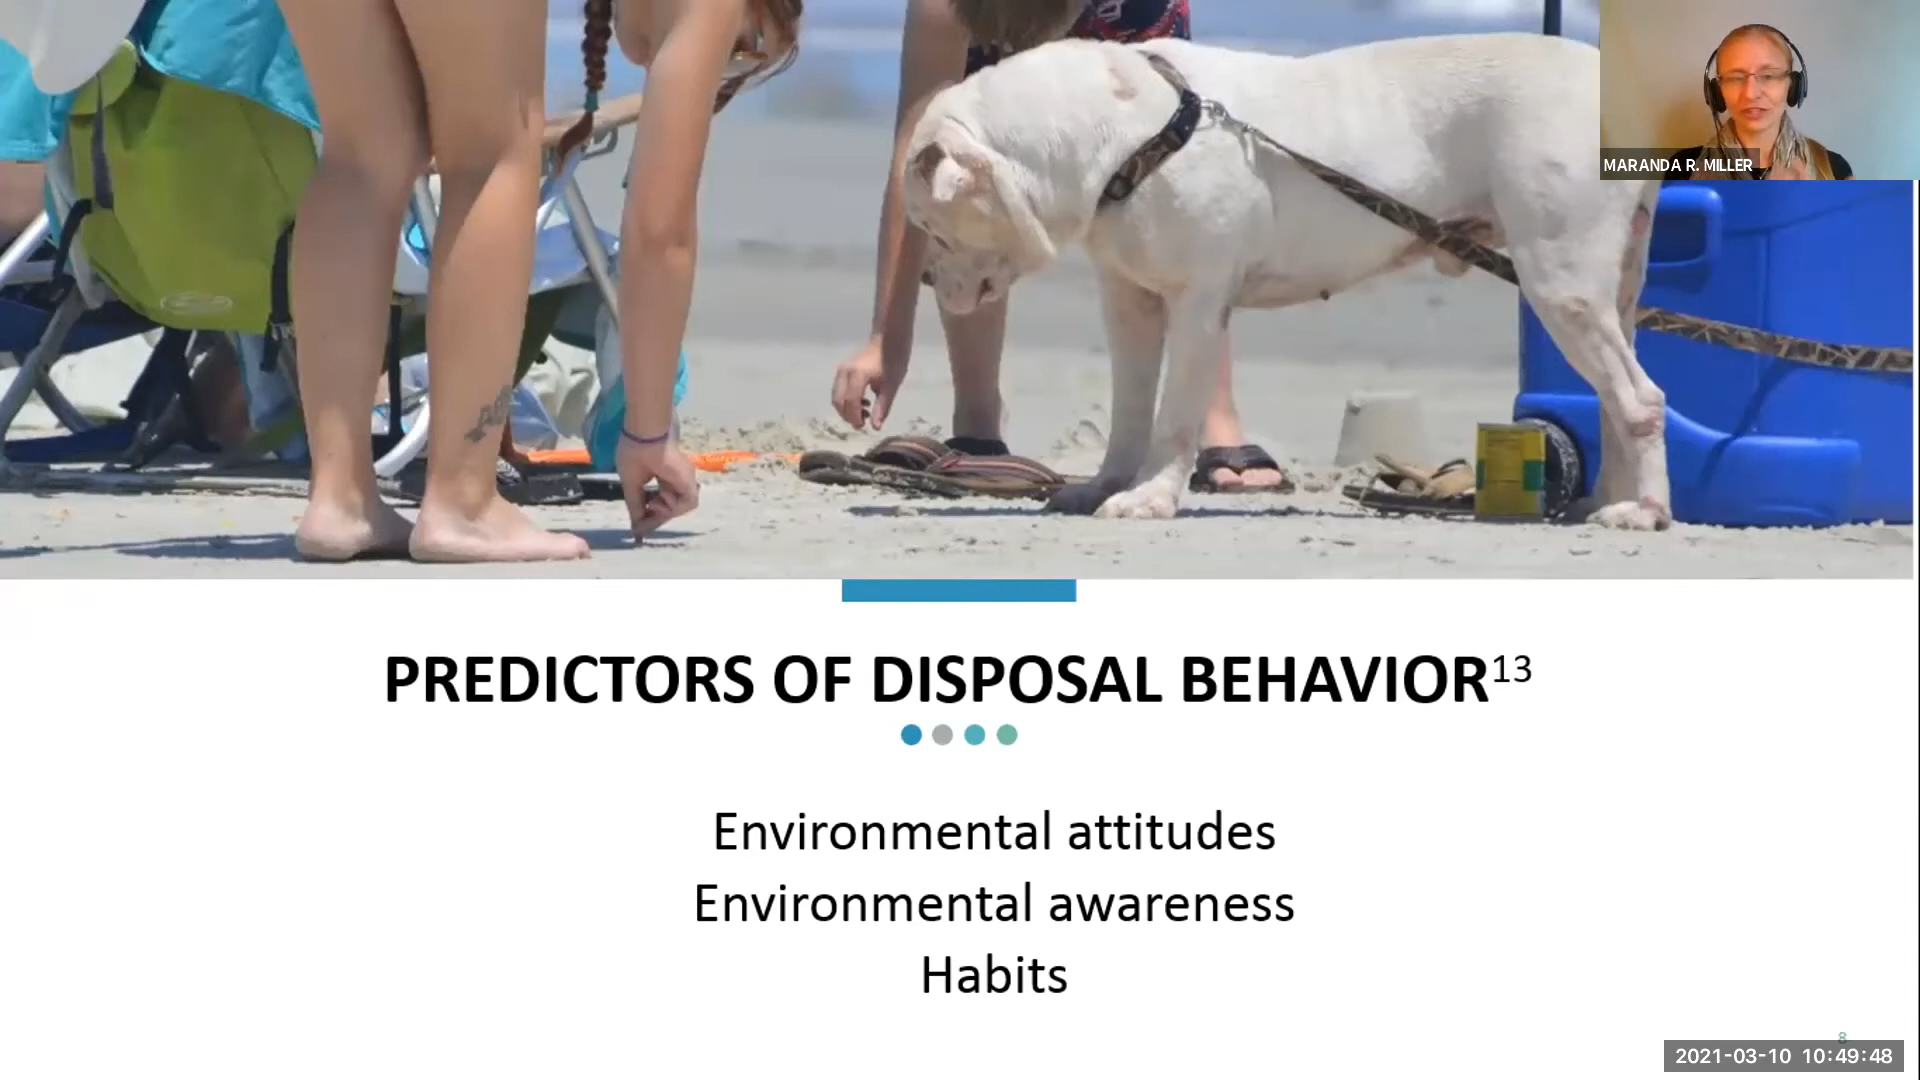 MARANDA R. MILLER
PREDICTORS OF DISPOSAL BEHAVIOR13
Environmental attitudes
Environmental awareness
Habits
8
2021-03-10 10:49:48